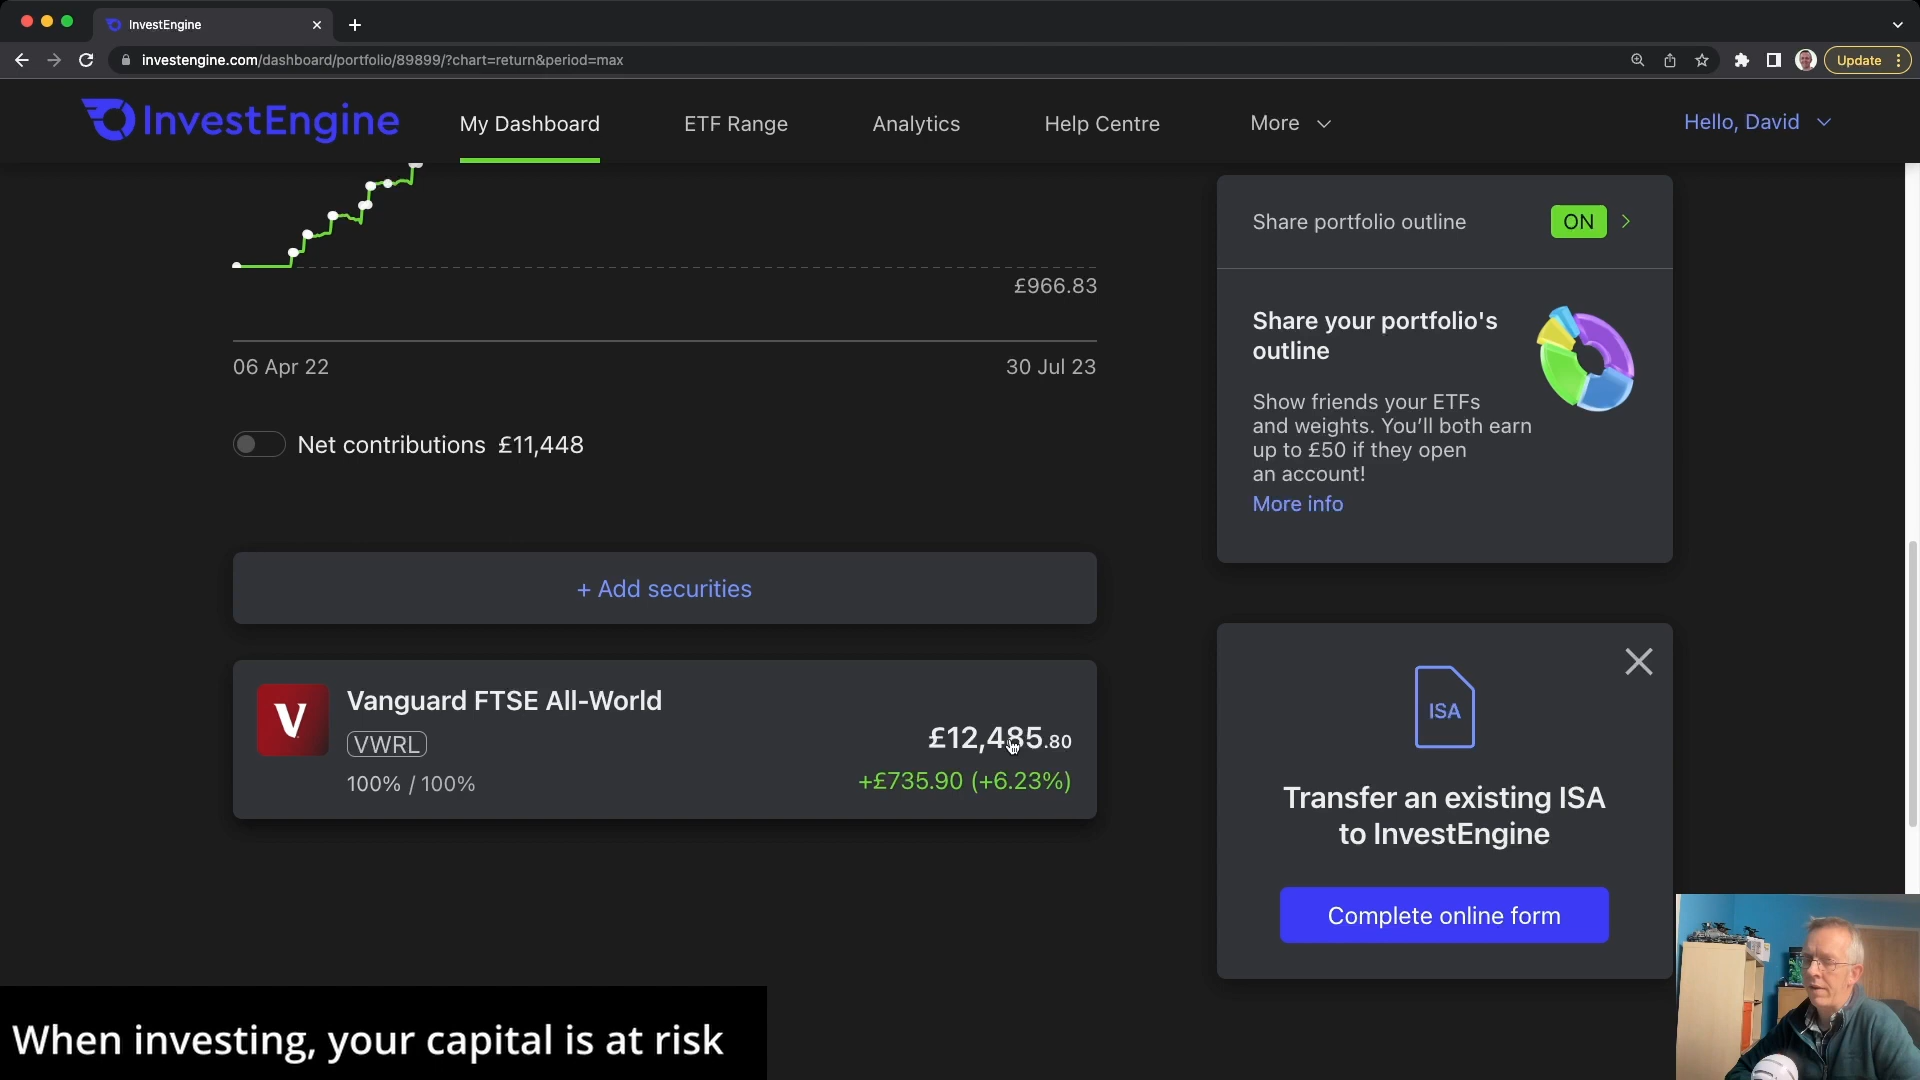 InvestEngine
investengine.com/dashboard/portfolio/89899/?chart=return&period=max
Update
InvestEngine
My Dashboard
ETF Range
Analytics
Help Centre
More
Hello, David
£966.83
06 Apr 22
30 Jul 23
Net contributions £11,448
+ Add securities
V
Vanguard FTSE All-World
VWRL
100% / 100%
£12,485.80
+£735.90 (+6.23%)
Share portfolio outline
ON
Share your portfolio's
outline
Show friends your ETFs
and weights. You’ll both earn
up to £50 if they open
an account!
More info
ISA
Transfer an existing ISA
to InvestEngine
Complete online form
When investing, your capital is at risk